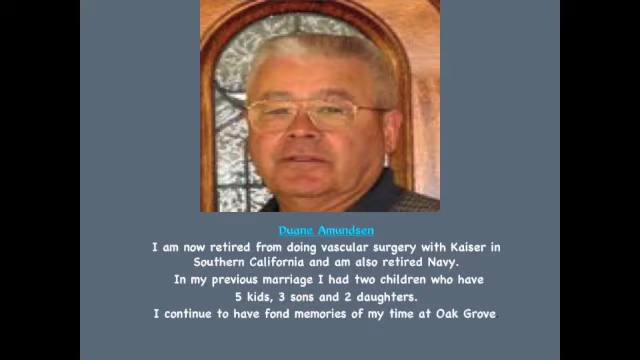 Duane Amundsen
I am now retired from doing vascular surgery with Kaiser in
Southern California and am also retired Navy.
In my previous marriage I had two children who have
5 kids, 3 sons and 2 daughters.
I continue to have fond memories of my time at Oak Grove